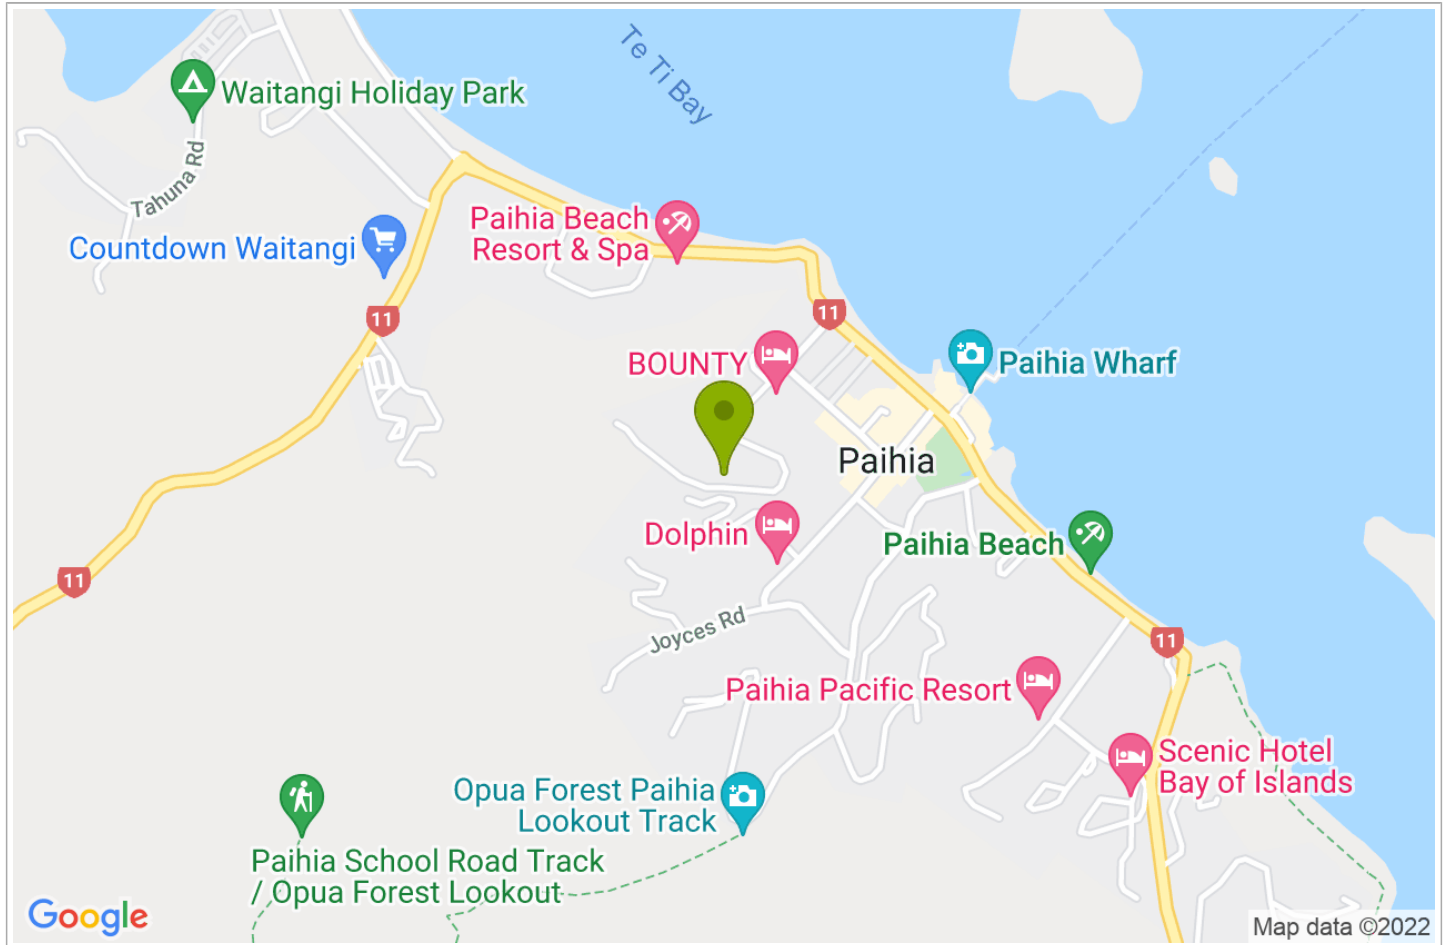 Te Ti Bay
Waitangi Holiday Park
Tahuna Rd
Paihia Beach
Resort & Spa
Countdown Waitangi
11
11
BOUNTY
Paihia Wharf
Paihia
Dolphin
Paihia Beach
11
Joyces Rd
11
Paihia Pacific Resort
Scenic Hotel
Bay of Islands
Opua Forest Paihia
Lookout Track
Paihia School Road Track
/ Opua Forest Lookout
Google
Map data ©2022